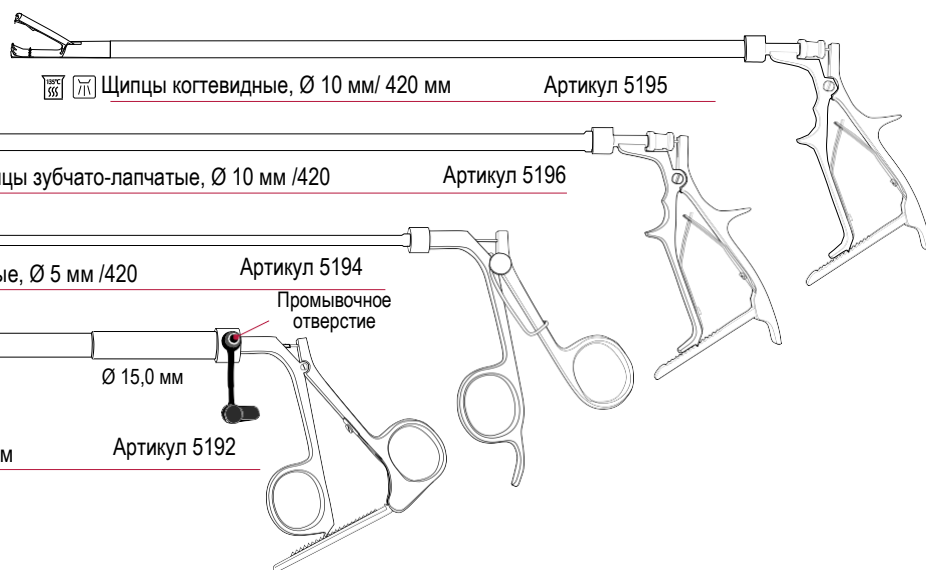 135°C
Щипцы когтевидные, Ø 10 мм/ 420 мм Артикул 5195
цы зубчато-лапчатые, Ø 10 мм /420 Артикул 5196
ые, Ø 5 мм /420 Артикул 5194
Промывочное
отверстие
Ø 15,0 мм
м Артикул 5192